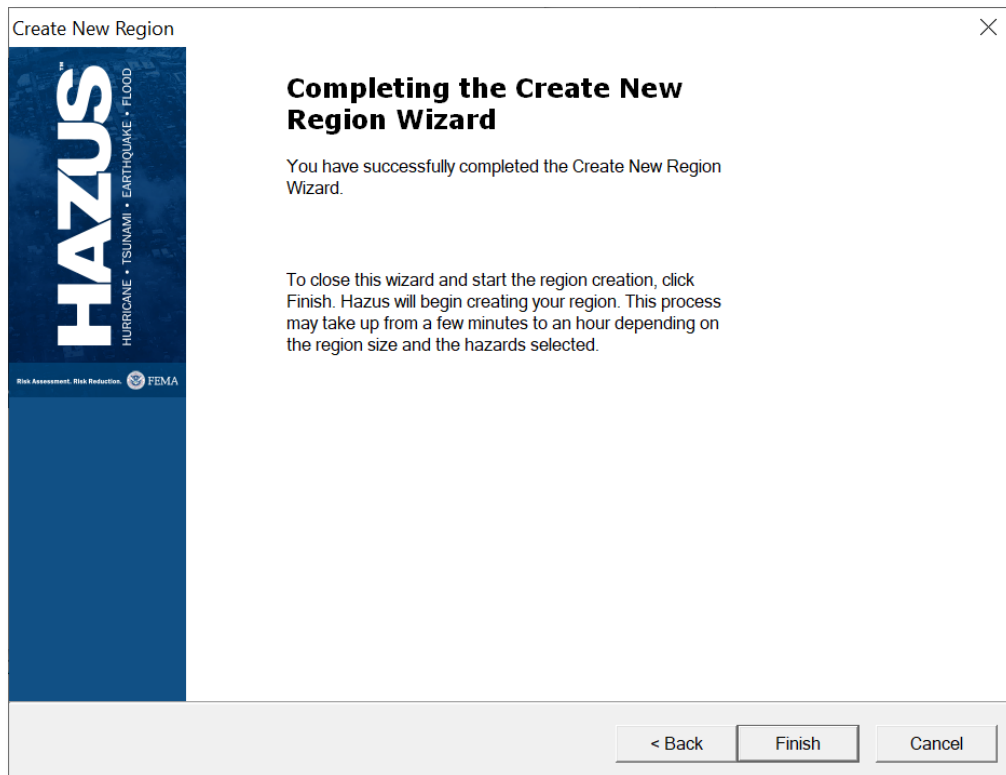 Create New Region
HAZUS™
HURRICANE • TSUNAMI • EARTHQUAKE • FLOOD
Risk Assessment. Risk Reduction. FEMA
Completing the Create New
Region Wizard
You have successfully completed the Create New Region
Wizard.
To close this wizard and start the region creation, click
Finish. Hazus will begin creating your region. This process
may take up from a few minutes to an hour depending on
the region size and the hazards selected.
< Back
Finish
Cancel